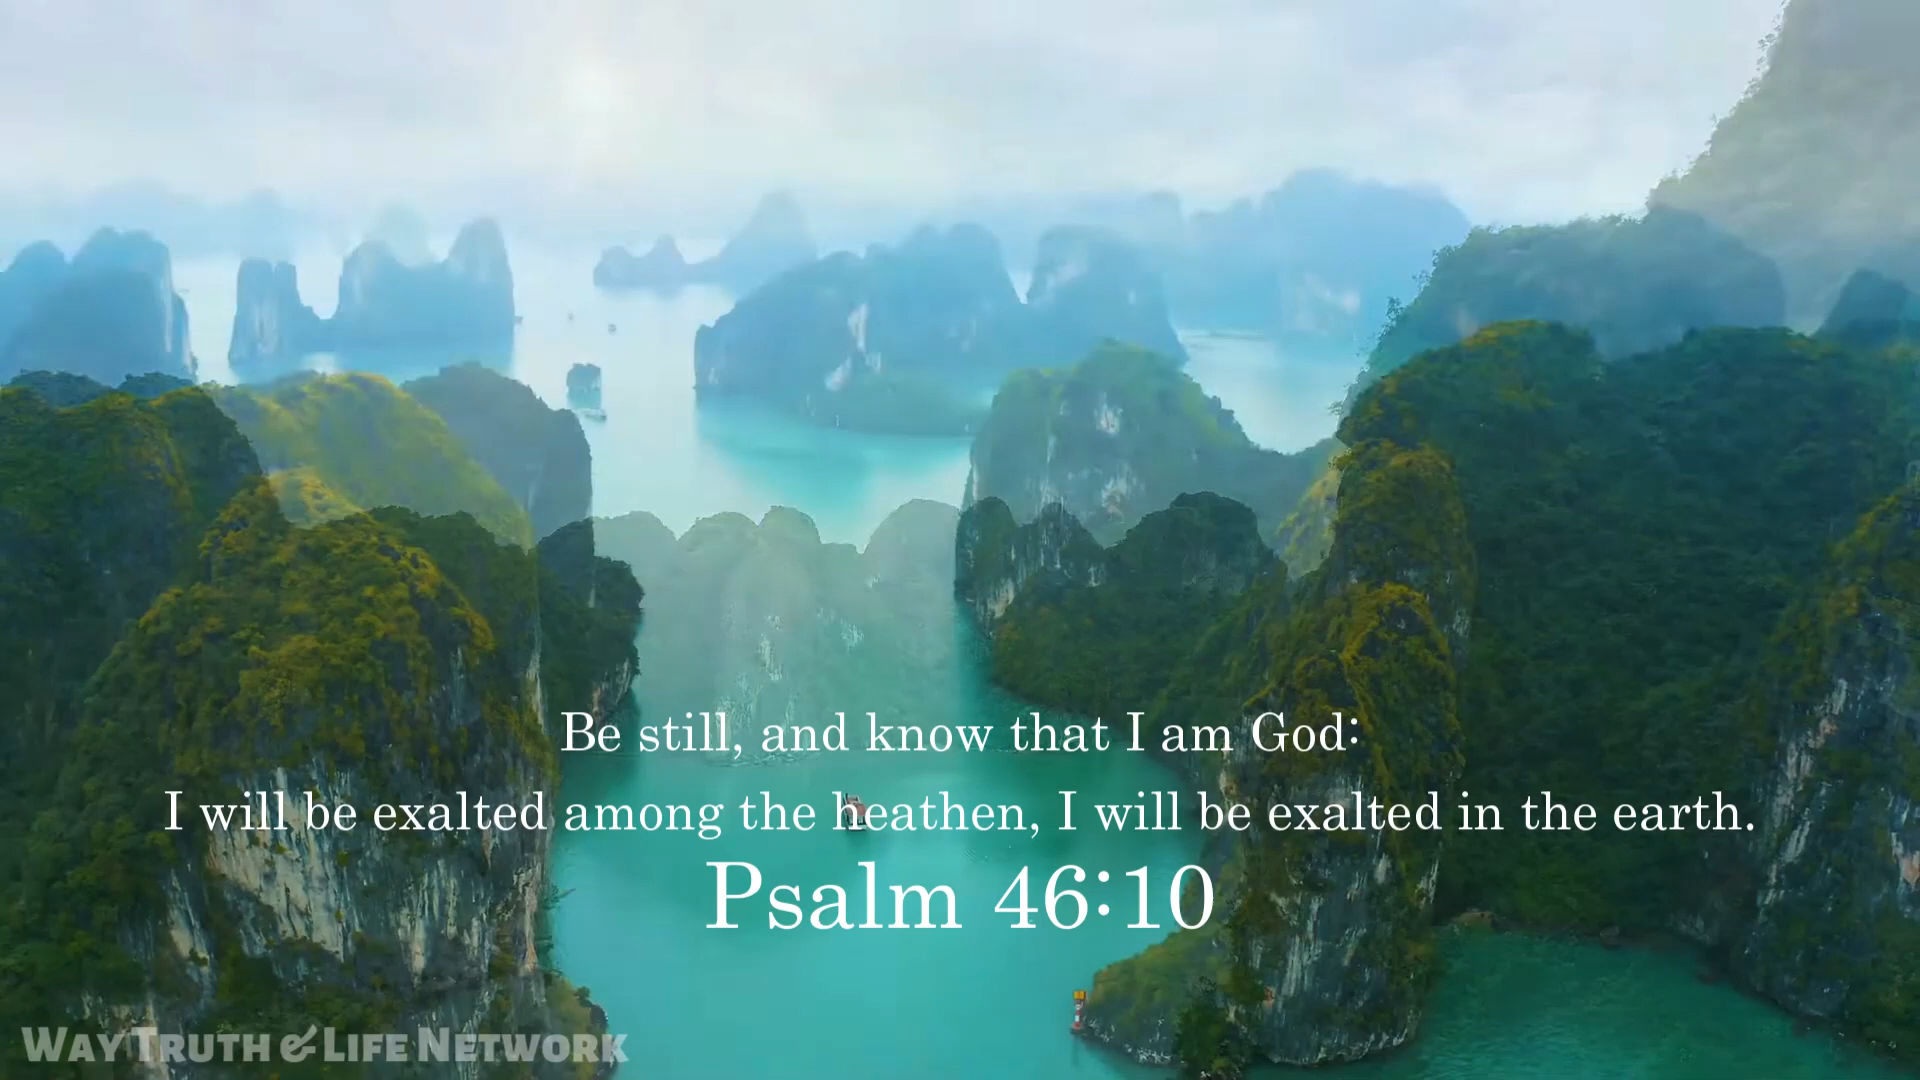 Be still, and know that I am God:
I will be exalted among the heathen, I will be exalted in the earth.
Psalm 46:10
WAY TRUTH & LIFE NETWORK